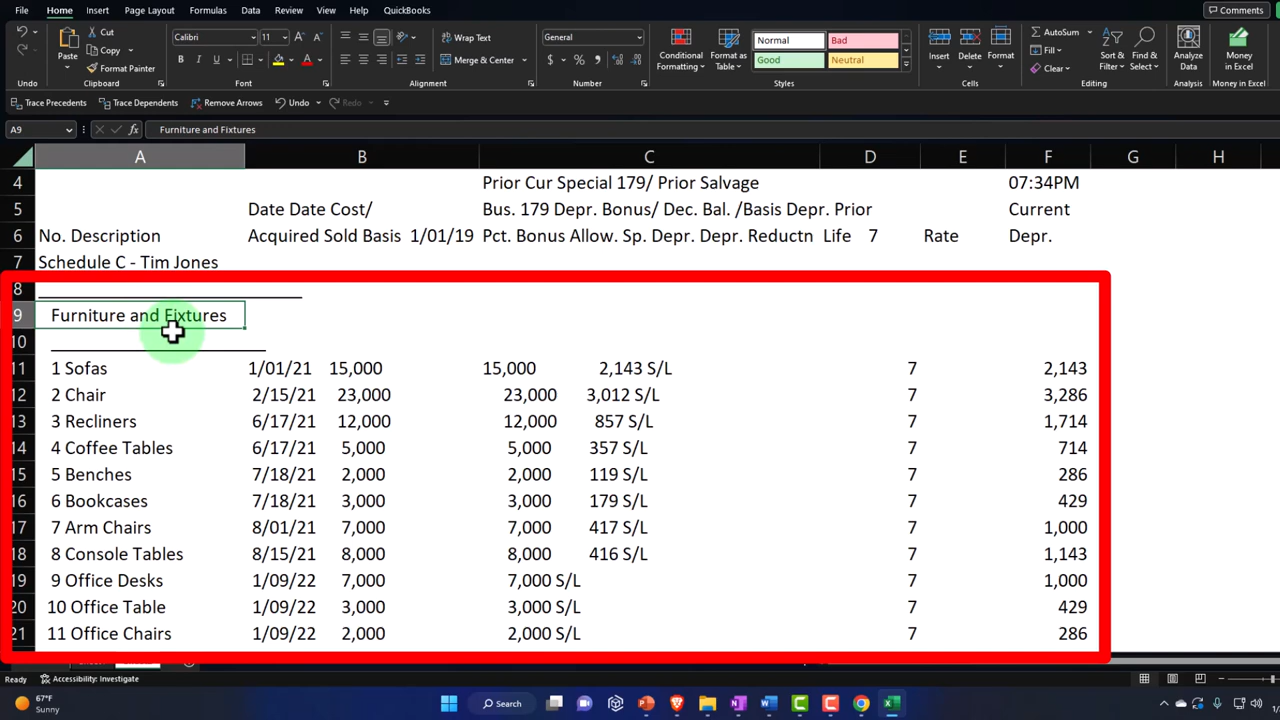 File Home Insert Page Layout Formulas Data Review View Help QuickBooks Comments
Cut Calibri 11 Wrap Text General Normal Bad AutoSum
Paste Copy Conditional Format as Good Neutral Insert Delete Format Fill Sort & Find & Analyze Money
Format Painter Merge & Center Formatting Table Clear Filter Select Data in Excel
Undo Clipboard Font Alignment Number Styles Cells Editing Analysis Money in Excel
Trace Precedents Trace Dependents Remove Arrows Undo Redo
A9 fx Furniture and Fixtures
A B C D E F G H
4 Prior Cur Special 179/ Prior Salvage 07:34PM
5 Date Date Cost/ Bus. 179 Depr. Bonus/ Dec. Bal. /Basis Depr. Prior Current
6 No. Description Acquired Sold Basis 1/01/19 Pct. Bonus Allow. Sp. Depr. Depr. Reductn Life 7 Rate Depr.
7 Schedule C - Tim Jones
8
9 Furniture and Fixtures
10
11 1 Sofas 1/01/21 15,000 15,000 2,143 S/L 7 2,143
12 2 Chair 2/15/21 23,000 23,000 3,012 S/L 7 3,286
13 3 Recliners 6/17/21 12,000 12,000 857 S/L 7 1,714
14 4 Coffee Tables 6/17/21 5,000 5,000 357 S/L 7 714
15 5 Benches 7/18/21 2,000 2,000 119 S/L 7 286
16 6 Bookcases 7/18/21 3,000 3,000 179 S/L 7 429
17 7 Arm Chairs 8/01/21 7,000 7,000 417 S/L 7 1,000
18 8 Console Tables 8/15/21 8,000 8,000 416 S/L 7 1,143
19 9 Office Desks 1/09/22 7,000 7,000 S/L 7 1,000
20 10 Office Table 1/09/22 3,000 3,000 S/L 7 429
21 11 Office Chairs 1/09/22 2,000 2,000 S/L 7 286
Ready Accessibility: Investigate
67°F
Sunny
Search